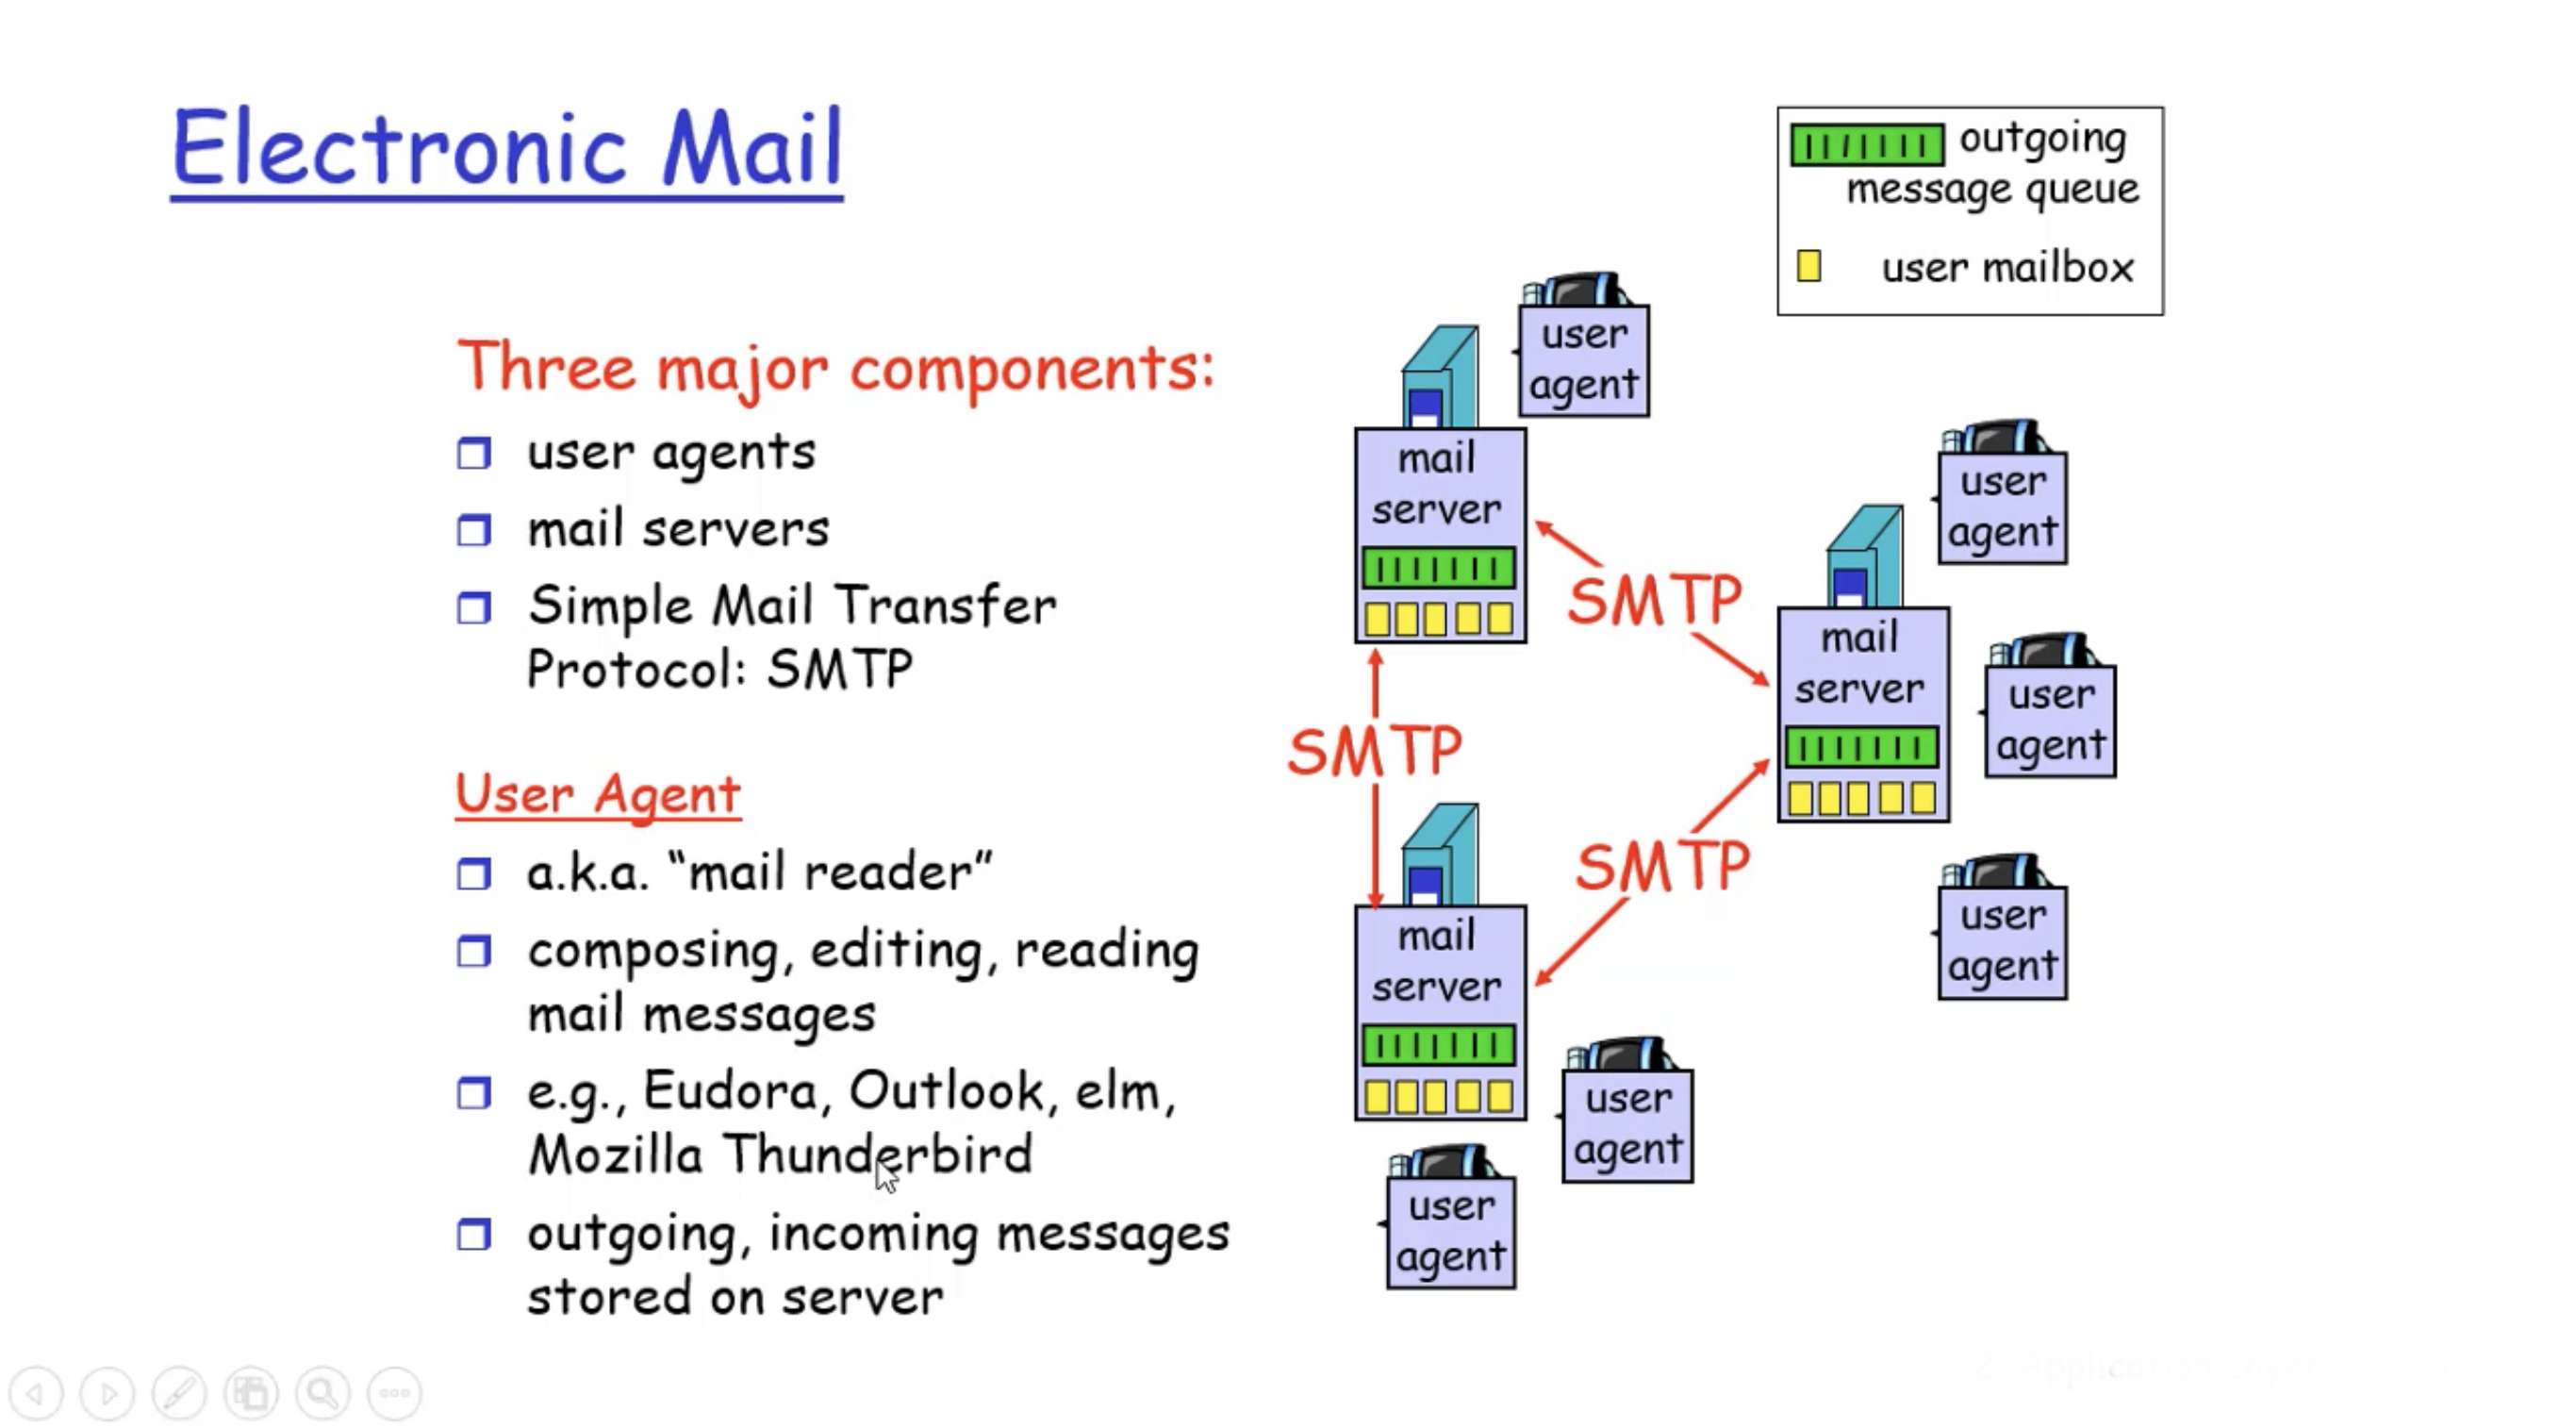 Electronic Mail
Three major components:
user agents
mail servers
Simple Mail Transfer
Protocol: SMTP
User Agent
a.k.a. “mail reader”
composing, editing, reading
mail messages
e.g., Eudora, Outlook, elm,
Mozilla Thunderbird
outgoing, incoming messages
stored on server
outgoing
message queue
user mailbox
user
agent
mail
server
SMTP
user
agent
mail
server
user
agent
SMTP
SMTP
user
agent
mail
server
user
agent
user
agent
2: Application Layer